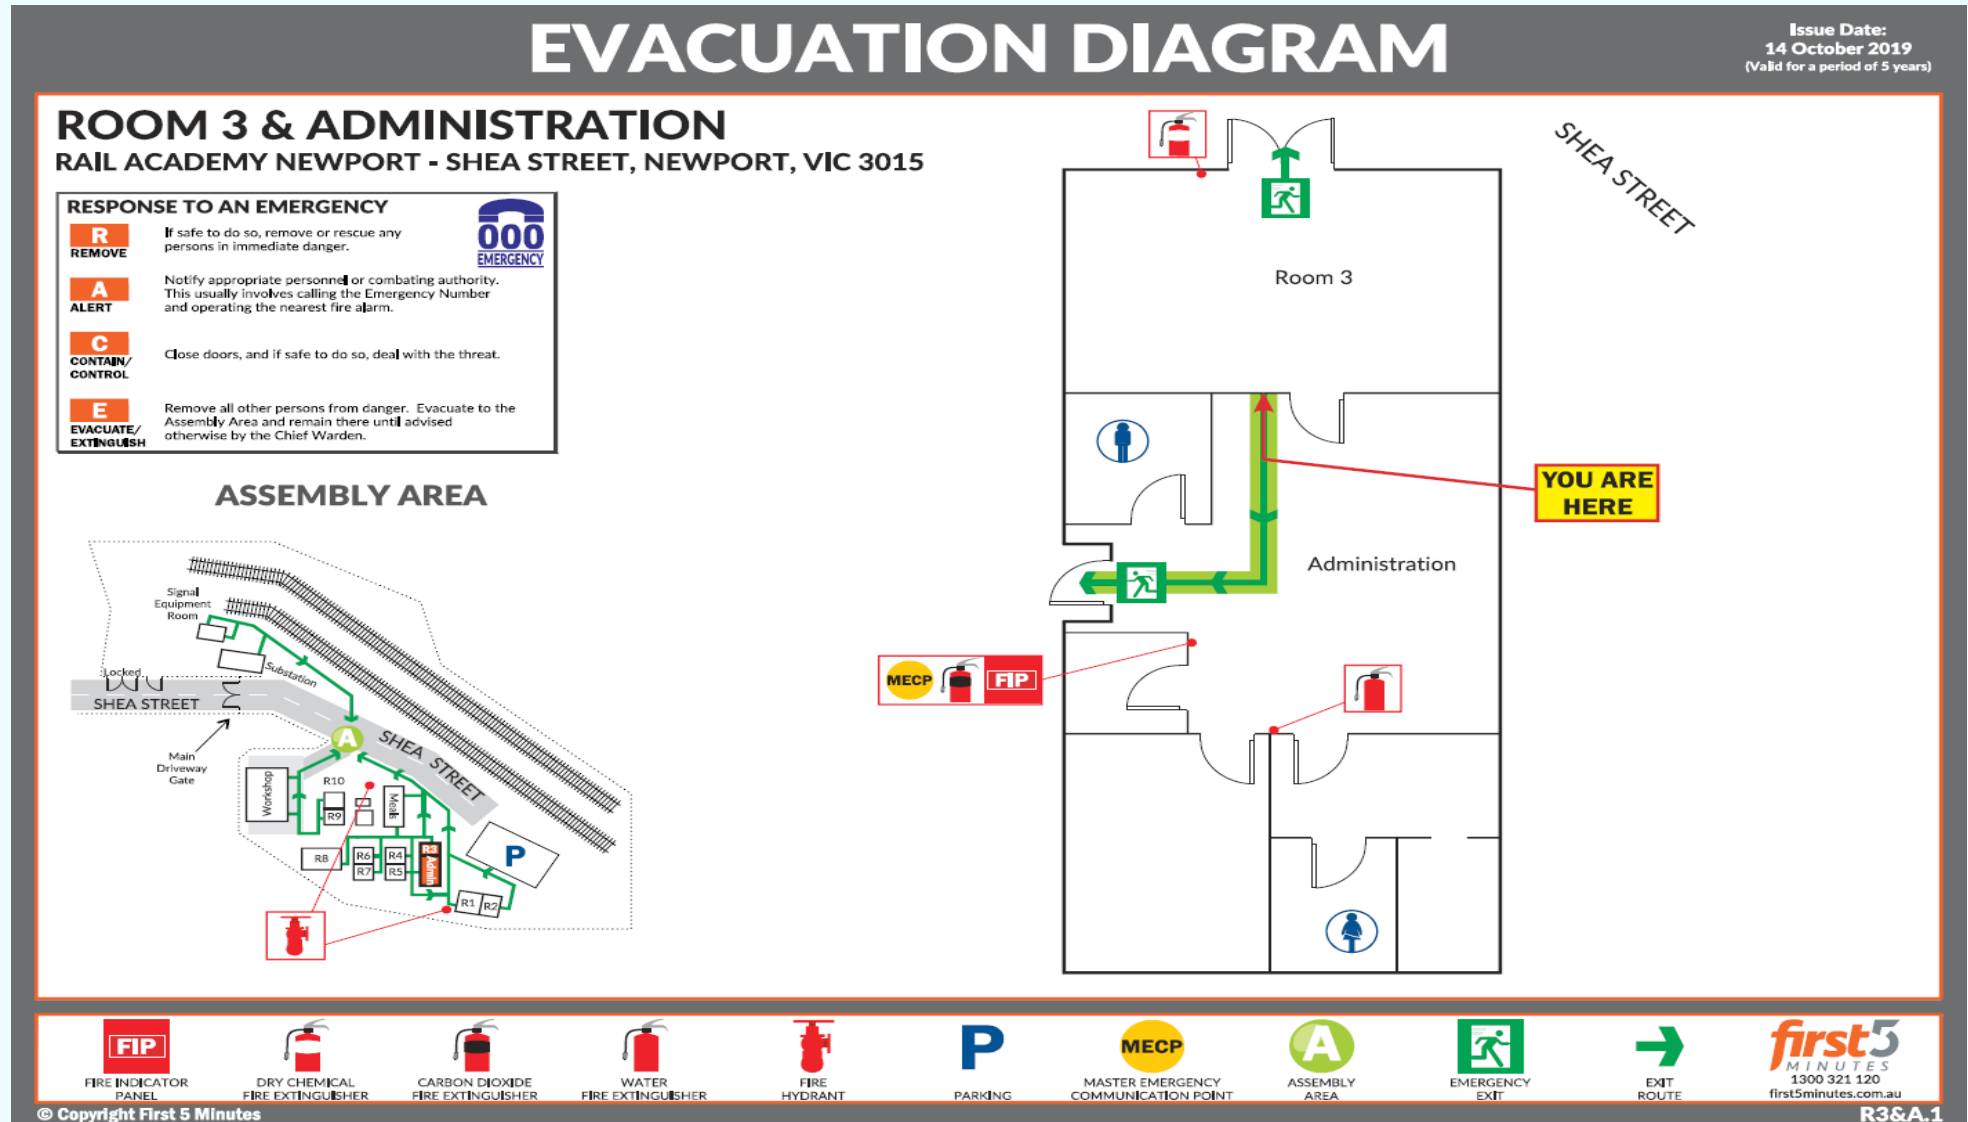 EVACUATION DIAGRAM
Issue Date:
14 October 2019
(Valid for a period of 5 years)
ROOM 3 & ADMINISTRATION
RAIL ACADEMY NEWPORT - SHEA STREET, NEWPORT, VIC 3015
RESPONSE TO AN EMERGENCY
000
EMERGENCY
R
REMOVE
If safe to do so, remove or rescue any
persons in immediate danger.
A
ALERT
Notify appropriate personnel or combating authority.
This usually involves calling the Emergency Number
and operating the nearest fire alarm.
C
CONTAIN/
CONTROL
Close doors, and if safe to do so, deal with the threat.
E
EVACUATE/
EXTINGUISH
Remove all other persons from danger. Evacuate to the
Assembly Area and remain there until advised
otherwise by the Chief Warden.
ASSEMBLY AREA
Signal
Equipment
Room
Substation
Locked
SHEA STREET
Main
Driveway
Gate
A
SHEA STREET
Workshop
R10
R9
Meals
R8
R6
R7
R4
R5
R3
Admin
P
R1
R2
SHEA STREET
Room 3
YOU ARE
HERE
Administration
MECP
FIP
FIP
FIRE INDICATOR
PANEL
DRY CHEMICAL
FIRE EXTINGUISHER
CARBON DIOXIDE
FIRE EXTINGUISHER
WATER
FIRE EXTINGUISHER
FIRE
HYDRANT
P
PARKING
MECP
MASTER EMERGENCY
COMMUNICATION POINT
A
ASSEMBLY
AREA
EMERGENCY
EXIT
EXIT
ROUTE
first5
MINUTES
1300 321 120
first5minutes.com.au
© Copyright First 5 Minutes
R3&A.1